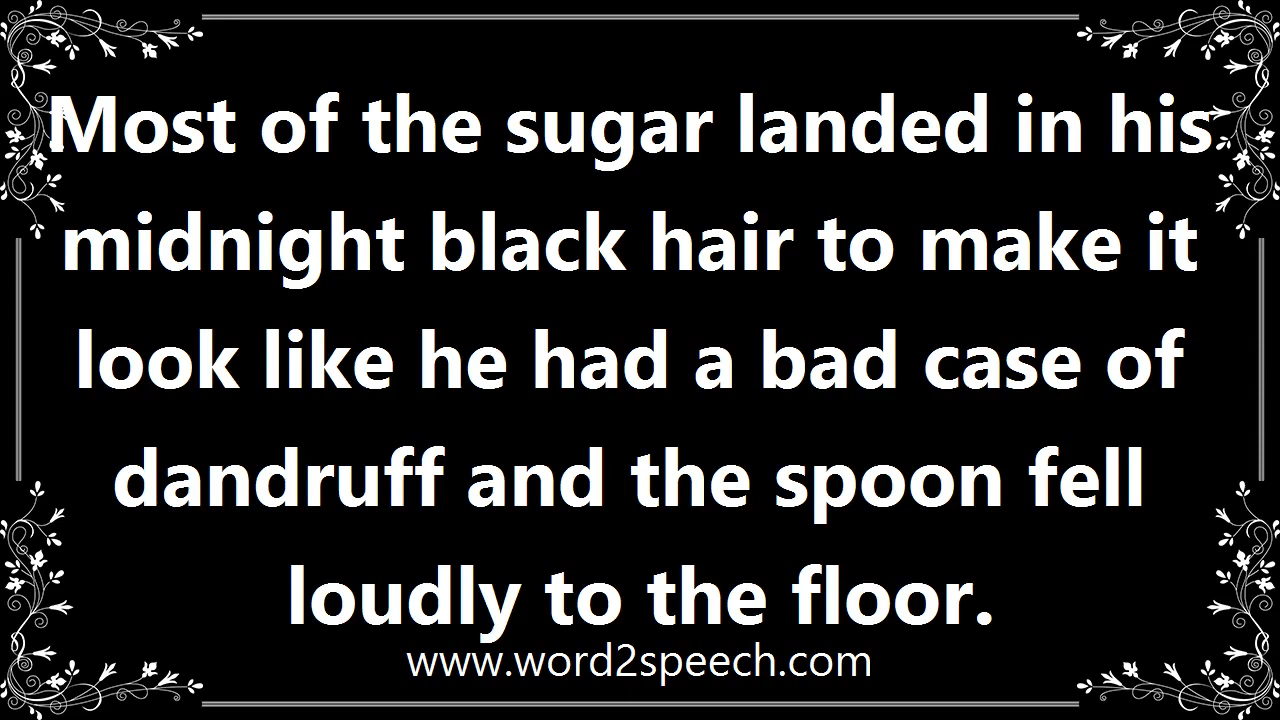 Most of the sugar landed in his
midnight black hair to make it
look like he had a bad case of
dandruff and the spoon fell
loudly to the floor.
www.word2speech.com